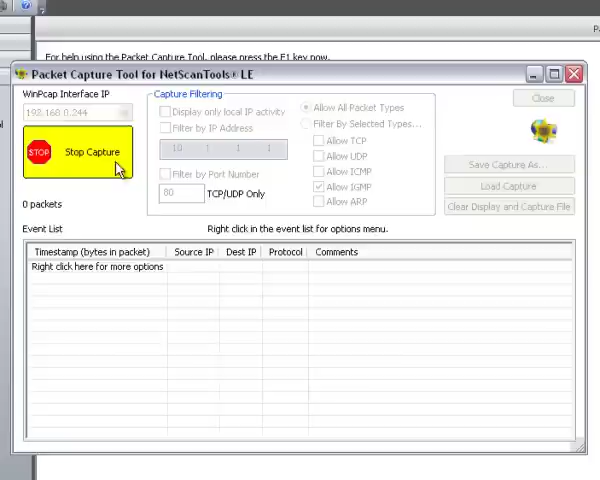 P
For help using the Packet Capture Tool, please press the F1 key now.
Packet Capture Tool for NetScanTools® LE
WinPcap Interface IP
192.168.0.244
STOP
Stop Capture
0 packets
Capture Filtering
Display only local IP activity
Filter by IP Address
10 1 1 1
Filter by Port Number
80
TCP/UDP Only
Allow All Packet Types
Filter By Selected Types...
Allow TCP
Allow UDP
Allow ICMP
Allow IGMP
Allow ARP
Close
Save Capture As...
Load Capture
Clear Display and Capture File
Event List
Right click in the event list for options menu.
Timestamp (bytes in packet) Source IP Dest IP Protocol Comments
Right click here for more options